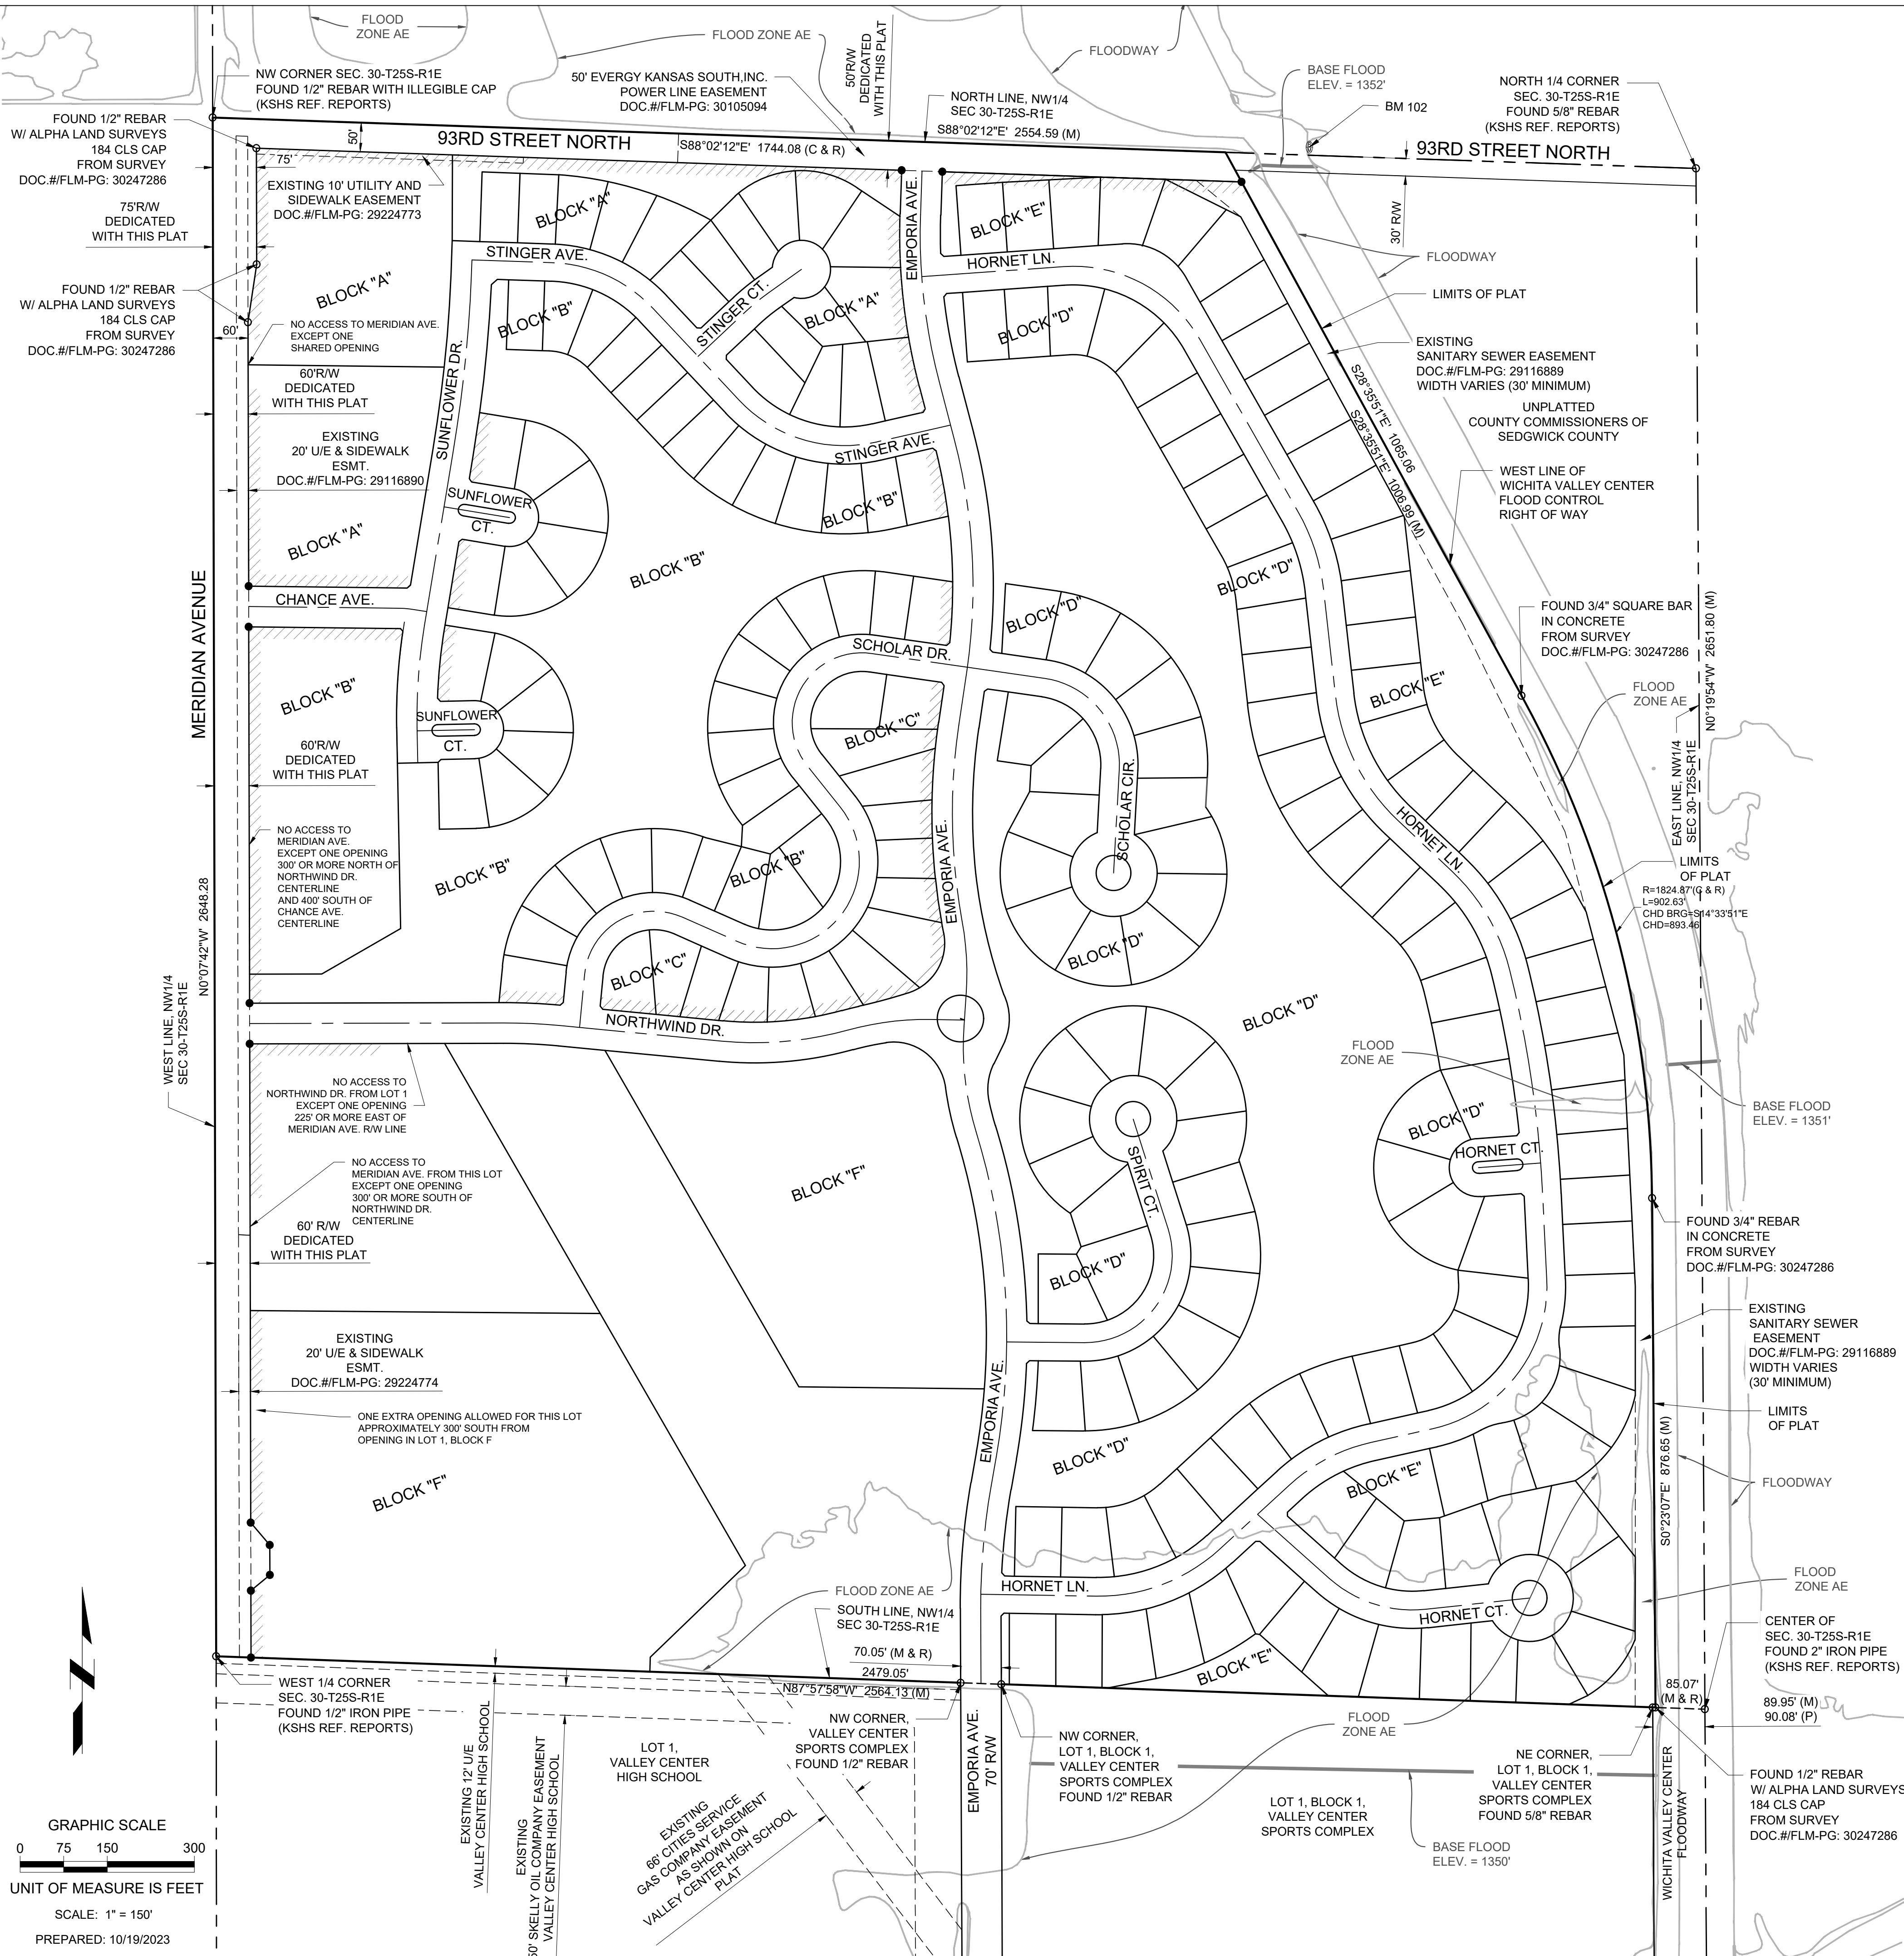 FLOOD
ZONE AE
FLOOD ZONE AE
50'R/W
DEDICATED
WITH THIS PLAT
FLOODWAY
NW CORNER SEC. 30-T25S-R1E
FOUND 1/2" REBAR WITH ILLEGIBLE CAP
(KSHS REF. REPORTS)
50' EVERGY KANSAS SOUTH,INC.
POWER LINE EASEMENT
DOC.#/FLM-PG: 30105094
NORTH LINE, NW1/4
SEC 30-T25S-R1E
S88°02'12"E' 2554.59 (M)
BASE FLOOD
ELEV. = 1352'
BM 102
NORTH 1/4 CORNER
SEC. 30-T25S-R1E
FOUND 5/8" REBAR
(KSHS REF. REPORTS)
FOUND 1/2" REBAR
W/ ALPHA LAND SURVEYS
184 CLS CAP
FROM SURVEY
DOC.#/FLM-PG: 30247286
50'
75'
93RD STREET NORTH
S88°02'12"E' 1744.08 (C & R)
93RD STREET NORTH
EXISTING 10' UTILITY AND
SIDEWALK EASEMENT
DOC.#/FLM-PG: 29224773
75'R/W
DEDICATED
WITH THIS PLAT
30' R/W
BLOCK "A"
BLOCK "E"
STINGER AVE.
EMPORIA AVE.
HORNET LN.
FLOODWAY
BLOCK "A"
LIMITS OF PLAT
FOUND 1/2" REBAR
W/ ALPHA LAND SURVEYS
184 CLS CAP
FROM SURVEY
DOC.#/FLM-PG: 30247286
60'
NO ACCESS TO MERIDIAN AVE.
EXCEPT ONE
SHARED OPENING
BLOCK "B"
STINGER CT.
BLOCK "A"
BLOCK "D"
EXISTING
SANITARY SEWER EASEMENT
DOC.#/FLM-PG: 29116889
WIDTH VARIES (30' MINIMUM)
60'R/W
DEDICATED
WITH THIS PLAT
SUNFLOWER DR.
S28°35'51"E' 1065.06
S28°35'51"E' 1006.99 (M)
UNPLATTED
COUNTY COMMISSIONERS OF
SEDGWICK COUNTY
EXISTING
20' U/E & SIDEWALK
ESMT.
DOC.#/FLM-PG: 29116890
STINGER AVE.
WEST LINE OF
WICHITA VALLEY CENTER
FLOOD CONTROL
RIGHT OF WAY
SUNFLOWER
CT.
BLOCK "B"
BLOCK "A"
BLOCK "B"
BLOCK "D"
MERIDIAN AVENUE
CHANCE AVE.
BLOCK "D"
FOUND 3/4" SQUARE BAR
IN CONCRETE
FROM SURVEY
DOC.#/FLM-PG: 30247286
N0°19'54"W' 2651.80 (M)
SCHOLAR DR.
BLOCK "B"
BLOCK "E"
FLOOD
ZONE AE
SUNFLOWER
CT.
BLOCK "C"
60'R/W
DEDICATED
WITH THIS PLAT
SCHOLAR CIR.
EAST LINE, NW1/4
SEC 30-T25S-R1E
NO ACCESS TO
MERIDIAN AVE.
EXCEPT ONE OPENING
300' OR MORE NORTH OF
NORTHWIND DR.
CENTERLINE
AND 400' SOUTH OF
CHANCE AVE.
CENTERLINE
HORNET LN.
BLOCK "B"
BLOCK "B"
EMPORIA AVE.
LIMITS
OF PLAT
R=1824.87'(C & R)
L=902.63'
CHD BRG=S14°33'51"E
CHD=893.46'
N0°07'42"W' 2648.28
WEST LINE, NW1/4
SEC 30-T25S-R1E
BLOCK "C"
BLOCK "D"
BLOCK "D"
NORTHWIND DR.
FLOOD
ZONE AE
NO ACCESS TO
NORTHWIND DR. FROM LOT 1
EXCEPT ONE OPENING
225' OR MORE EAST OF
MERIDIAN AVE. R/W LINE
BASE FLOOD
ELEV. = 1351'
BLOCK "D"
HORNET CT.
NO ACCESS TO
MERIDIAN AVE. FROM THIS LOT
EXCEPT ONE OPENING
300' OR MORE SOUTH OF
NORTHWIND DR.
CENTERLINE
BLOCK "F"
SPIRIT CT.
60' R/W
DEDICATED
WITH THIS PLAT
FOUND 3/4" REBAR
IN CONCRETE
FROM SURVEY
DOC.#/FLM-PG: 30247286
BLOCK "D"
EXISTING
20' U/E & SIDEWALK
ESMT.
DOC.#/FLM-PG: 29224774
EXISTING
SANITARY SEWER
EASEMENT
DOC.#/FLM-PG: 29116889
WIDTH VARIES
(30' MINIMUM)
EMPORIA AVE.
ONE EXTRA OPENING ALLOWED FOR THIS LOT
APPROXIMATELY 300' SOUTH FROM
OPENING IN LOT 1, BLOCK F
LIMITS
OF PLAT
BLOCK "D"
BLOCK "E"
BLOCK "F"
S0°23'07"E' 876.65 (M)
FLOODWAY
FLOOD ZONE AE
HORNET LN.
HORNET CT.
FLOOD
ZONE AE
SOUTH LINE, NW1/4
SEC 30-T25S-R1E
70.05' (M & R)
2479.05'
N87°57'58"W' 2564.13 (M)
BLOCK "E"
CENTER OF
SEC. 30-T25S-R1E
FOUND 2" IRON PIPE
(KSHS REF. REPORTS)
85.07'
(M & R)
89.95' (M)
90.08' (P)
WEST 1/4 CORNER
SEC. 30-T25S-R1E
FOUND 1/2" IRON PIPE
(KSHS REF. REPORTS)
EXISTING 12' U/E
VALLEY CENTER HIGH SCHOOL
EXISTING
50' SKELLY OIL COMPANY EASEMENT
VALLEY CENTER HIGH SCHOOL
LOT 1,
VALLEY CENTER
HIGH SCHOOL
NW CORNER,
VALLEY CENTER
SPORTS COMPLEX
FOUND 1/2" REBAR
EXISTING
66' CITIES SERVICE
GAS COMPANY EASEMENT
AS SHOWN ON
VALLEY CENTER HIGH SCHOOL
PLAT
EMPORIA AVE.
70' R/W
NW CORNER,
LOT 1, BLOCK 1,
VALLEY CENTER
SPORTS COMPLEX
FOUND 1/2" REBAR
FLOOD
ZONE AE
LOT 1, BLOCK 1,
VALLEY CENTER
SPORTS COMPLEX
BASE FLOOD
ELEV. = 1350'
NE CORNER,
LOT 1, BLOCK 1,
VALLEY CENTER
SPORTS COMPLEX
FOUND 5/8" REBAR
WICHITA VALLEY CENTER
FLOODWAY
FOUND 1/2" REBAR
W/ ALPHA LAND SURVEYS
184 CLS CAP
FROM SURVEY
DOC.#/FLM-PG: 30247286
N
GRAPHIC SCALE
0 75 150 300
UNIT OF MEASURE IS FEET
SCALE: 1" = 150'
PREPARED: 10/19/2023